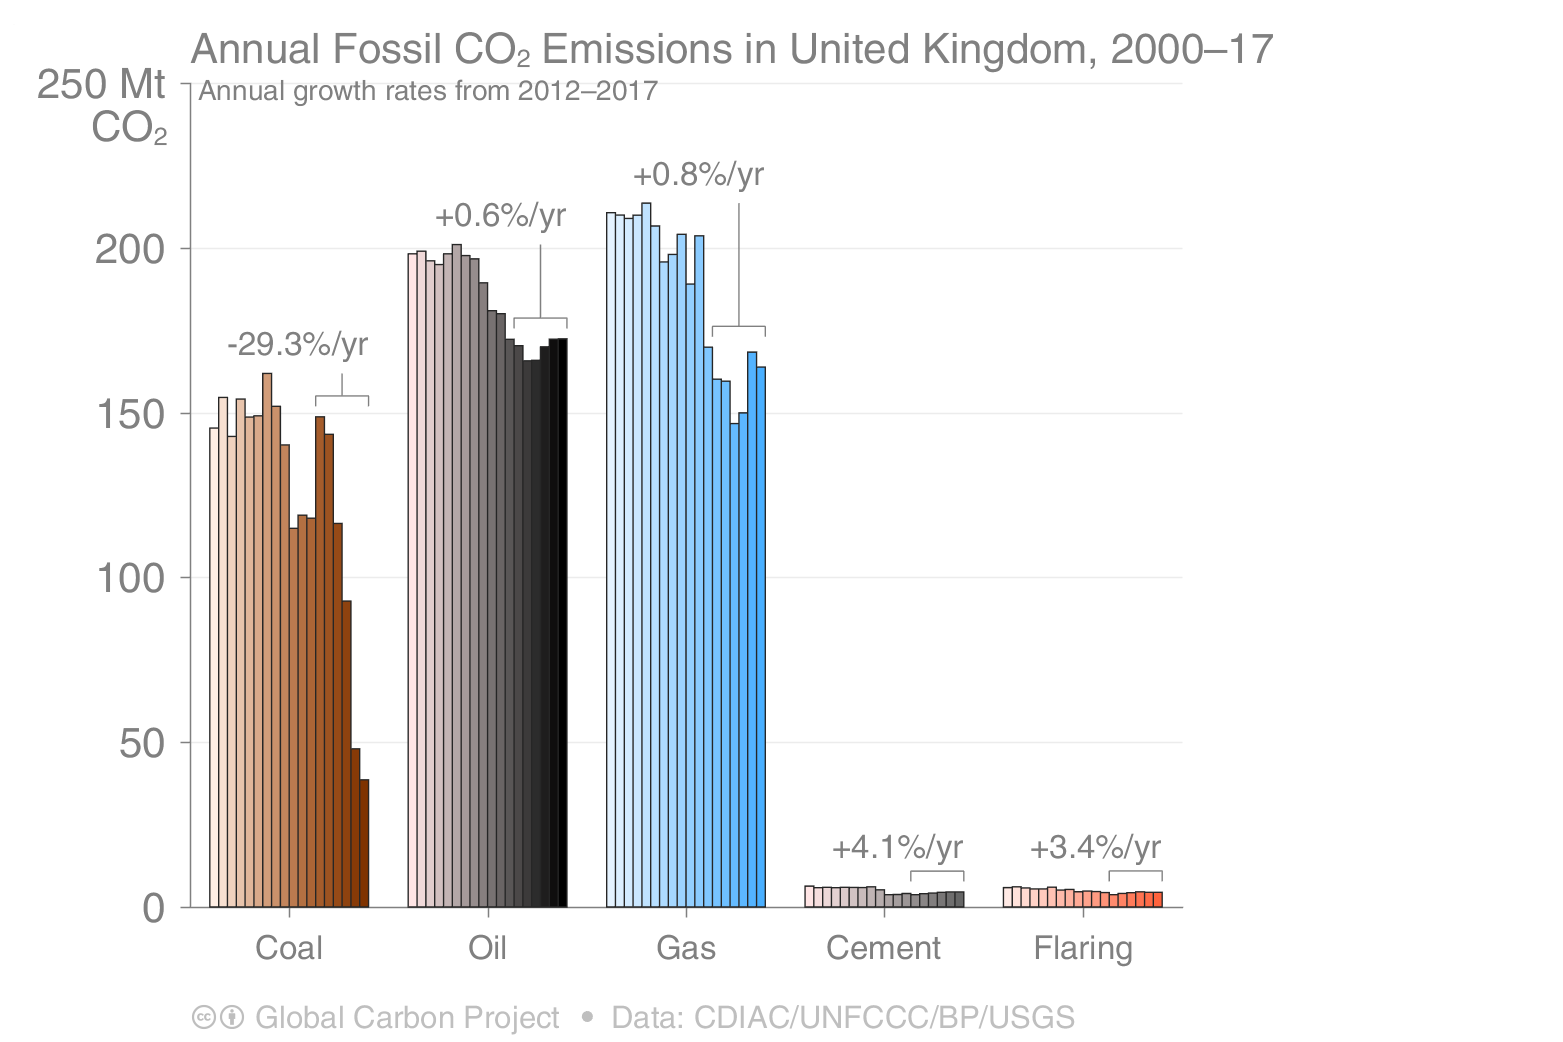 Annual Fossil CO₂ Emissions in United Kingdom, 2000–17
250 Mt
CO₂
Annual growth rates from 2012–2017
200
150
100
50
0
-29.3%/yr
+0.6%/yr
+0.8%/yr
+4.1%/yr
+3.4%/yr
Coal Oil Gas Cement Flaring
cc Global Carbon Project • Data: CDIAC/UNFCCC/BP/USGS